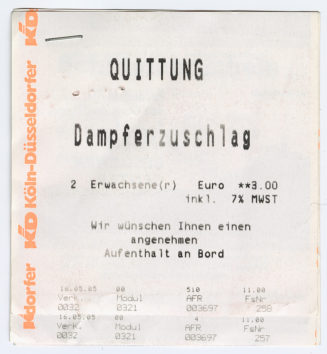 KD Köln-Düsseldorfer KD Kdorfer
QUITTUNG
Dampferzuschlag
2 Erwachsene(r) Euro **3.00
inkl. 7% MWST
Wir wünschen Ihnen einen
angenehmen
Aufenthalt an Bord
16.05.05 00 510 11.00
Verk. Modul AFR FsNr
0032 0321 003697 258
16.05.05 00 4 11.00
Verk. Modul AFR FsNr
0032 0321 003697 257